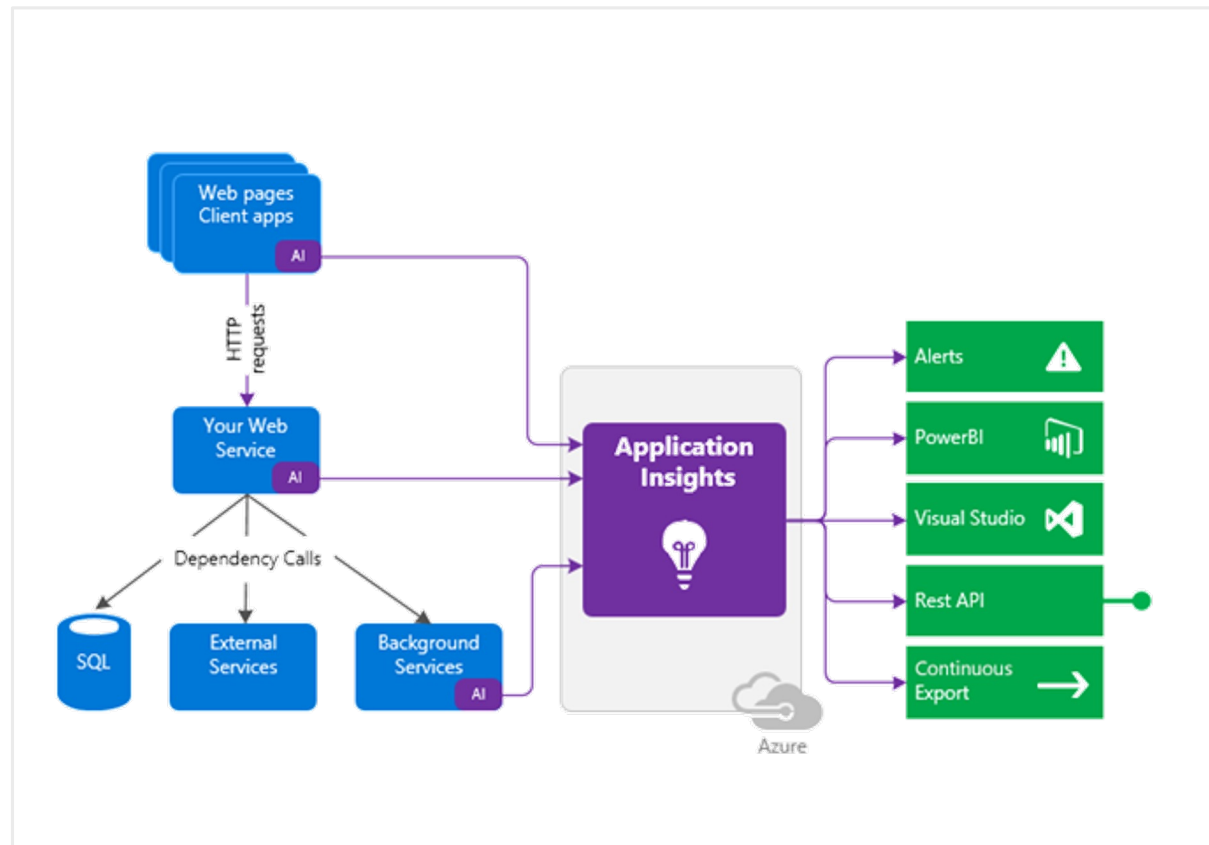 Web pages
Client apps
AI
HTTP
requests
Your Web
Service
AI
Dependency Calls
SQL
External
Services
Background
Services
AI
Application
Insights
Azure
Alerts
PowerBI
Visual Studio
Rest API
Continuous
Export